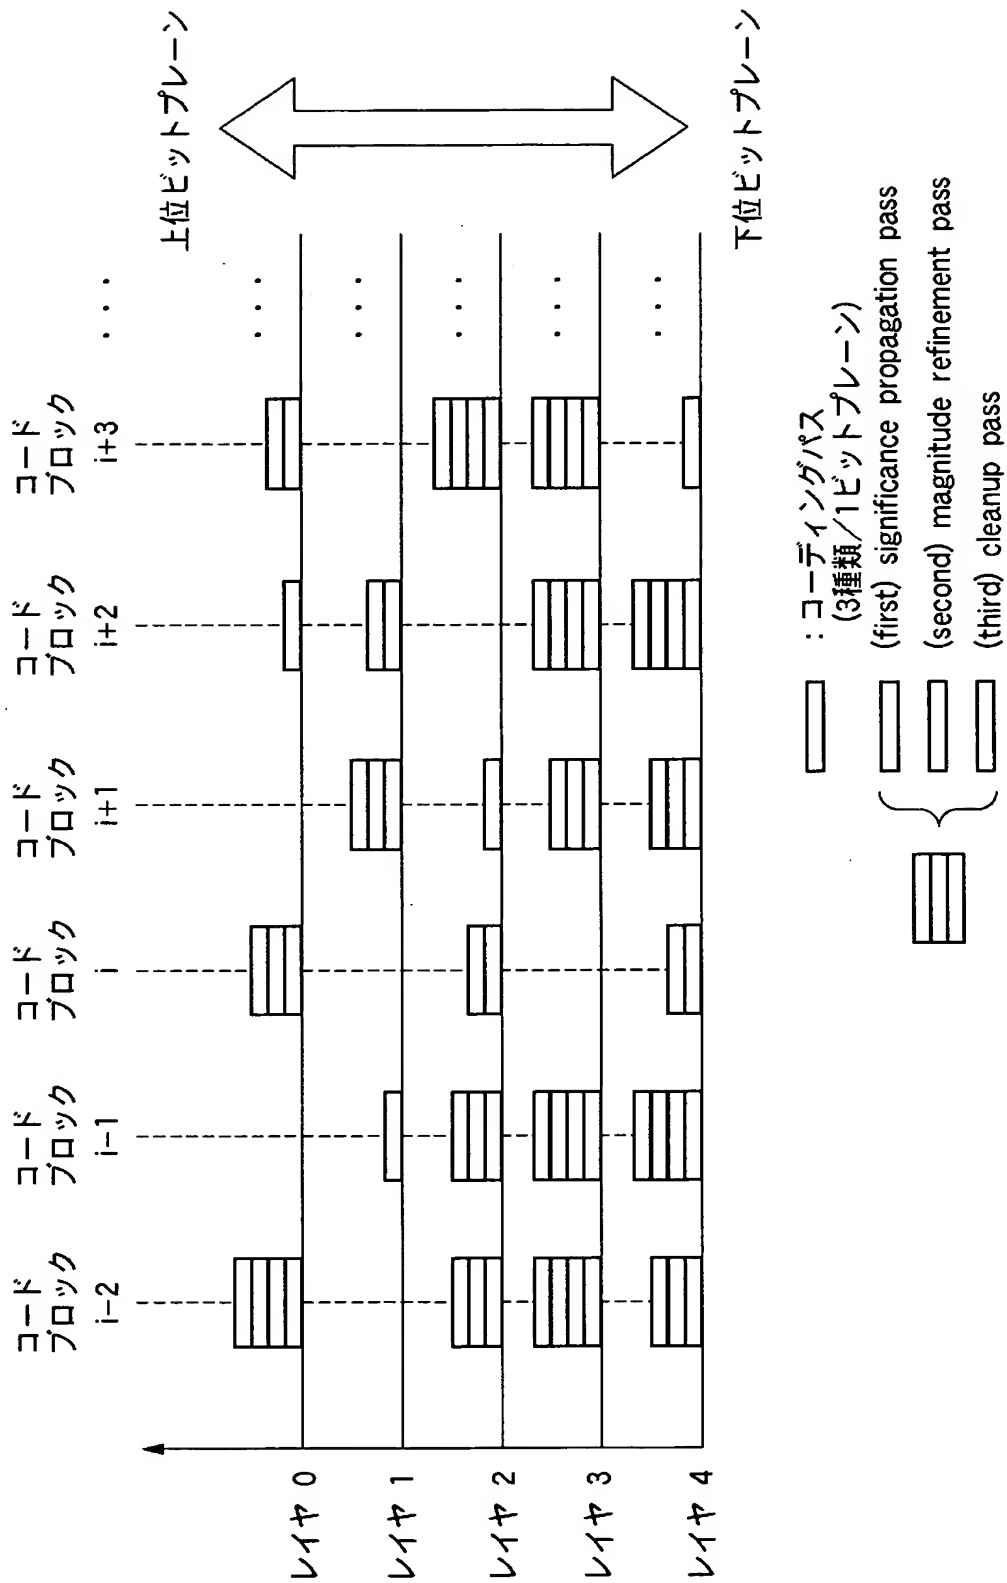 コード
ブロック
i-2
コード
ブロック
i-1
コード
ブロック
i
コード
ブロック
i+1
コード
ブロック
i+2
コード
ブロック
i+3
...
上位ビットプレーン
レイヤ 0
...
レイヤ 1
...
レイヤ 2
...
レイヤ 3
...
レイヤ 4
...
下位ビットプレーン
:コーディングパス
(3種類/1ビットプレーン)
(first) significance propagation pass
(second) magnitude refinement pass
(third) cleanup pass